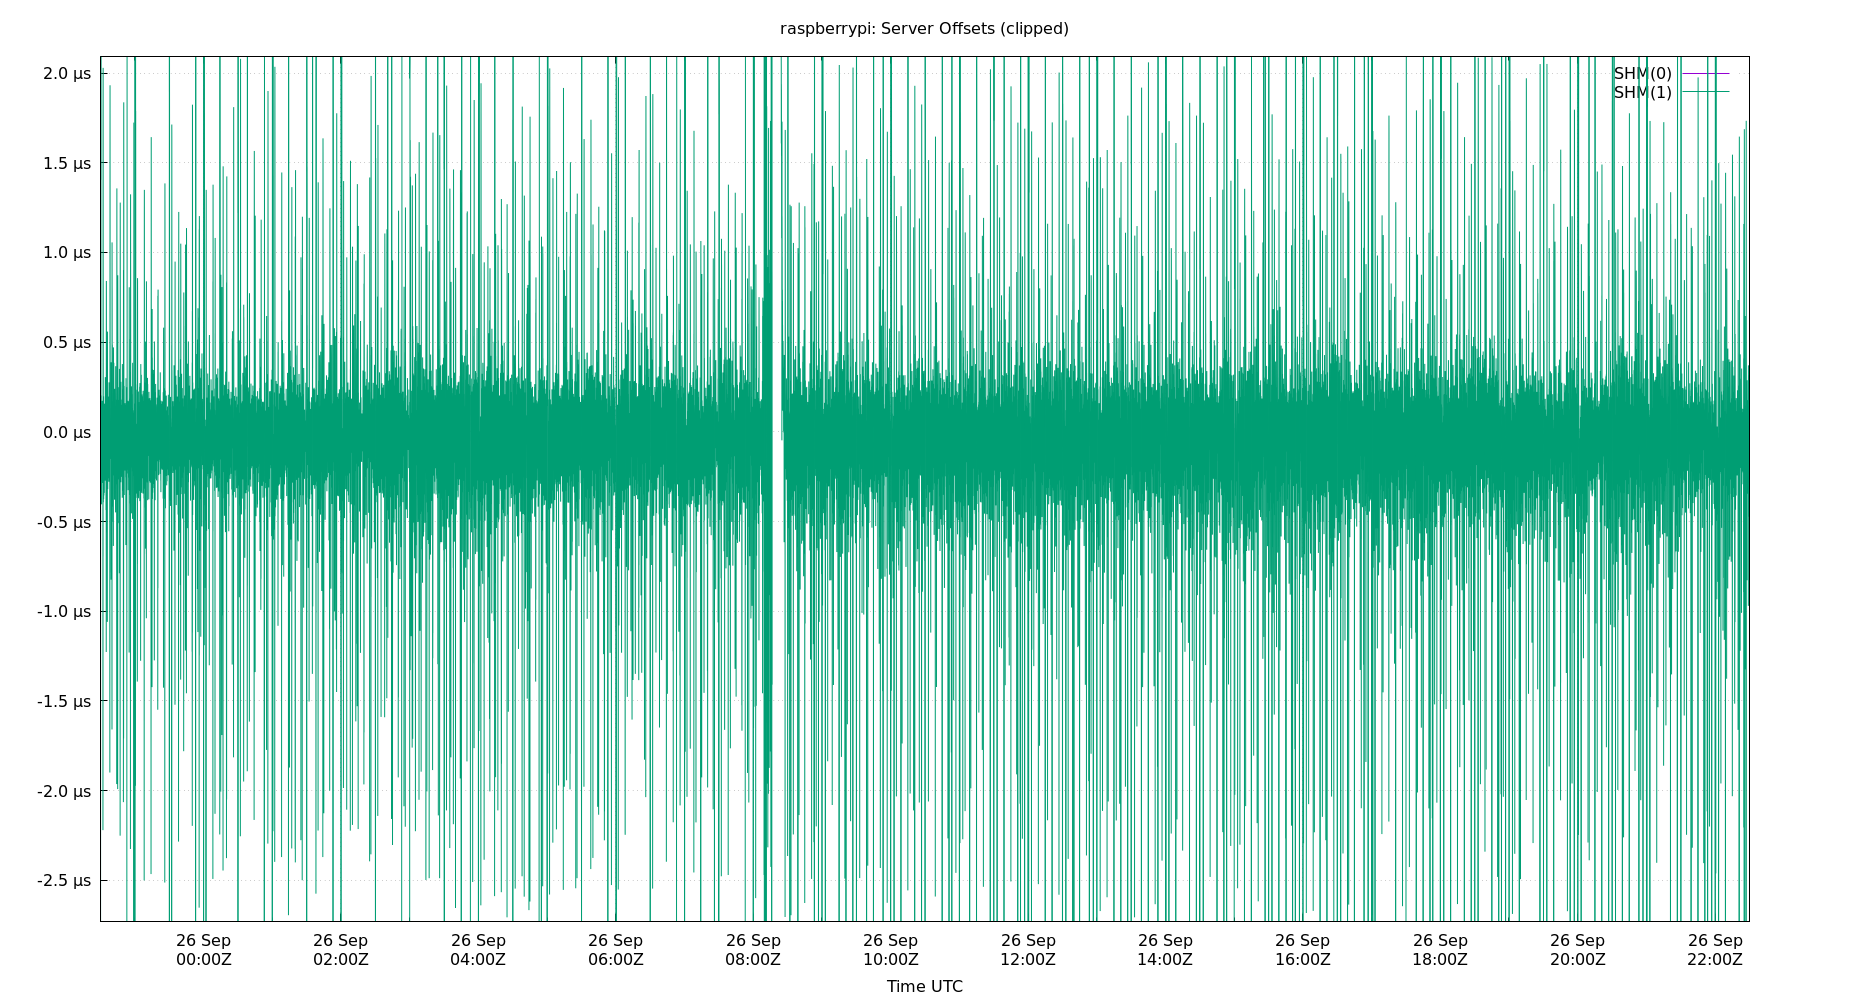 raspberrypi: Server Offsets (clipped)
2.0 µs
1.5 µs
1.0 µs
0.5 µs
0.0 µs
-0.5 µs
-1.0 µs
-1.5 µs
-2.0 µs
-2.5 µs
SHM(0)
SHM(1)
26 Sep 26 Sep 26 Sep 26 Sep 26 Sep 26 Sep 26 Sep 26 Sep 26 Sep 26 Sep 26 Sep 26 Sep
00:00Z 02:00Z 04:00Z 06:00Z 08:00Z 10:00Z 12:00Z 14:00Z 16:00Z 18:00Z 20:00Z 22:00Z
Time UTC